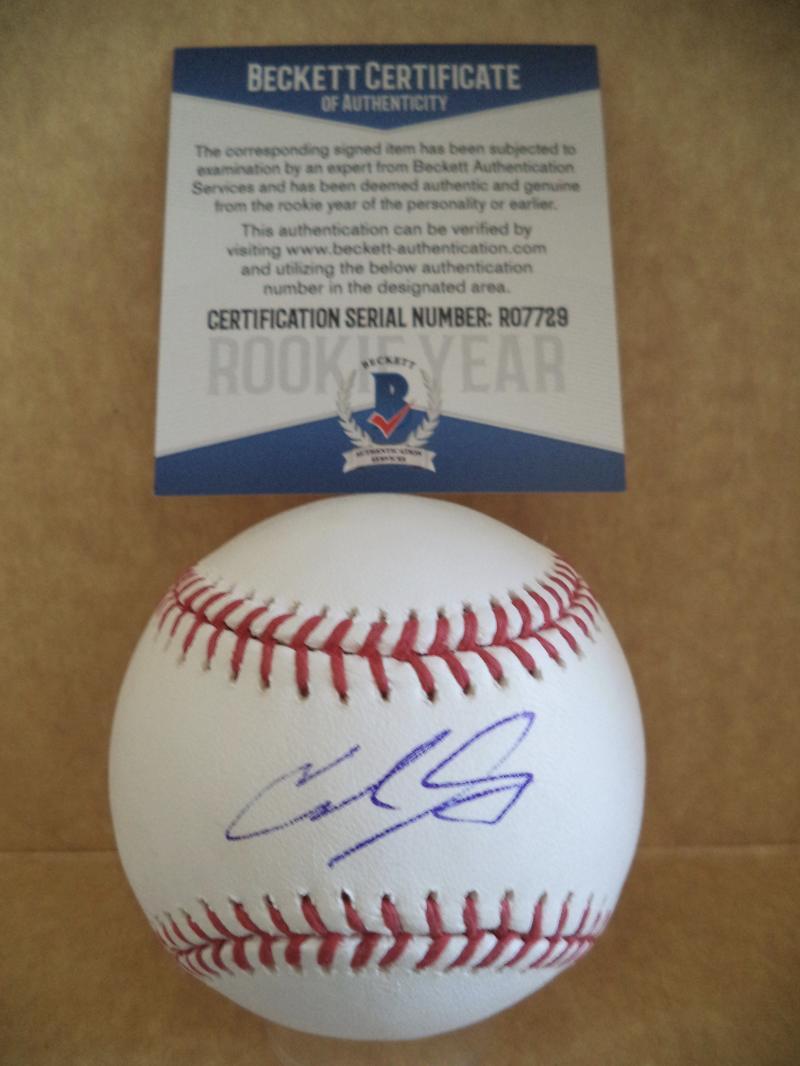 BECKETT CERTIFICATE
OF AUTHENTICITY
The corresponding signed item has been subjected to
examination by an expert from Beckett Authentication
Services and has been deemed authentic and genuine
from the rookie year of the personality or earlier.
This authentication can be verified by
visiting www.beckett-authentication.com
and utilizing the below authentication
number in the designated area.
CERTIFICATION SERIAL NUMBER: R07729
ROOKIE YEAR
BECKETT
B
AUTHENTICATION
SERVICES